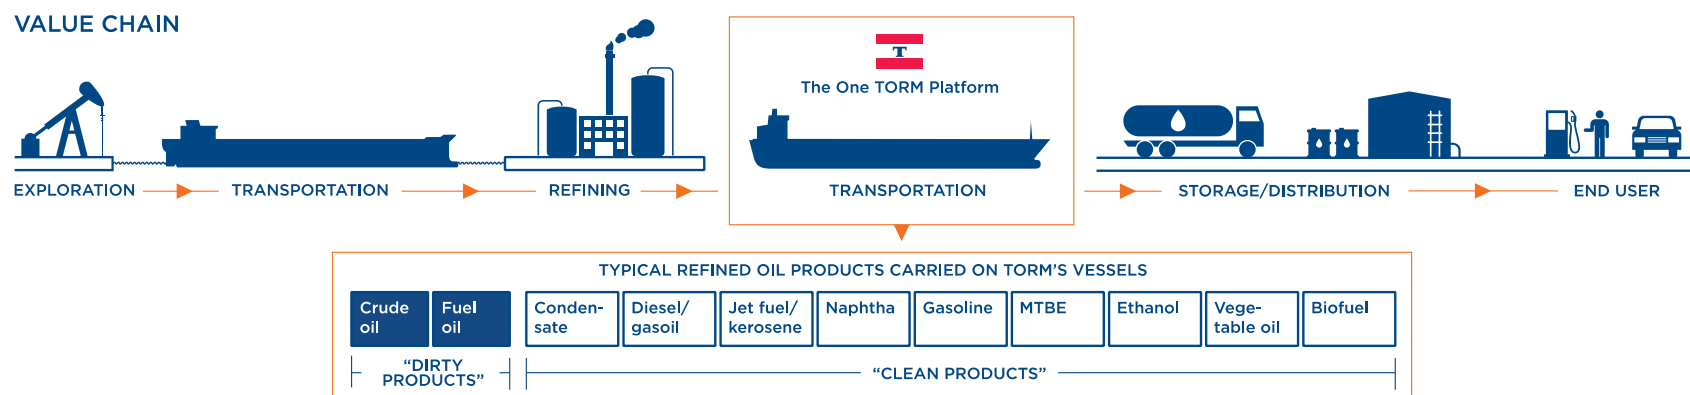 VALUE CHAIN
T
The One TORM Platform
EXPLORATION
TRANSPORTATION
REFINING
TRANSPORTATION
STORAGE/DISTRIBUTION
END USER
TYPICAL REFINED OIL PRODUCTS CARRIED ON TORM'S VESSELS
Crude
oil
Fuel
oil
Conden-
sate
Diesel/
gasoil
Jet fuel/
kerosene
Naphtha
Gasoline
MTBE
Ethanol
Vege-
table oil
Biofuel
“DIRTY
PRODUCTS”
“CLEAN PRODUCTS”